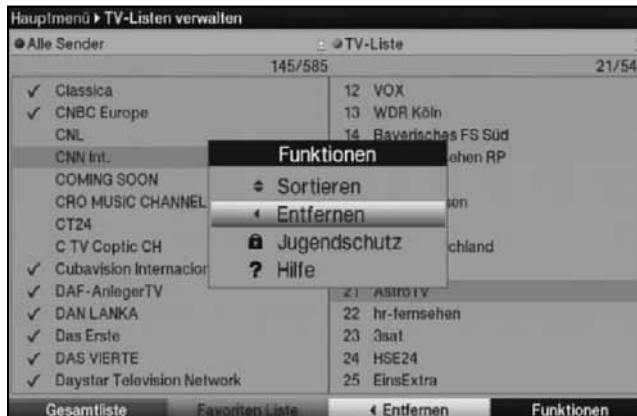 Hauptmenü ▸ TV-Listen verwalten
Alle Sender
TV-Liste
145/585
21/54
✓ Classica
✓ CNBC Europe
CNL
CNN Int.
COMING SOON
CRO MUSIC CHANNEL
CT24
C TV Coptic CH
✓ Cubavision Internacion
✓ DAF-AnlegerTV
✓ DAN LANKA
✓ Das Erste
✓ DAS VIERTE
✓ Daystar Television Network
12 VOX
13 WDR Köln
14 Bayerisches FS Süd
ehen RP
sen
chland
21 AstroTV
22 hr-fernsehen
23 3sat
24 HSE24
25 EinsExtra
Funktionen
Sortieren
Entfernen
Jugendschutz
? Hilfe
Gesamtliste
Favoriten Liste
Entfernen
Funktionen